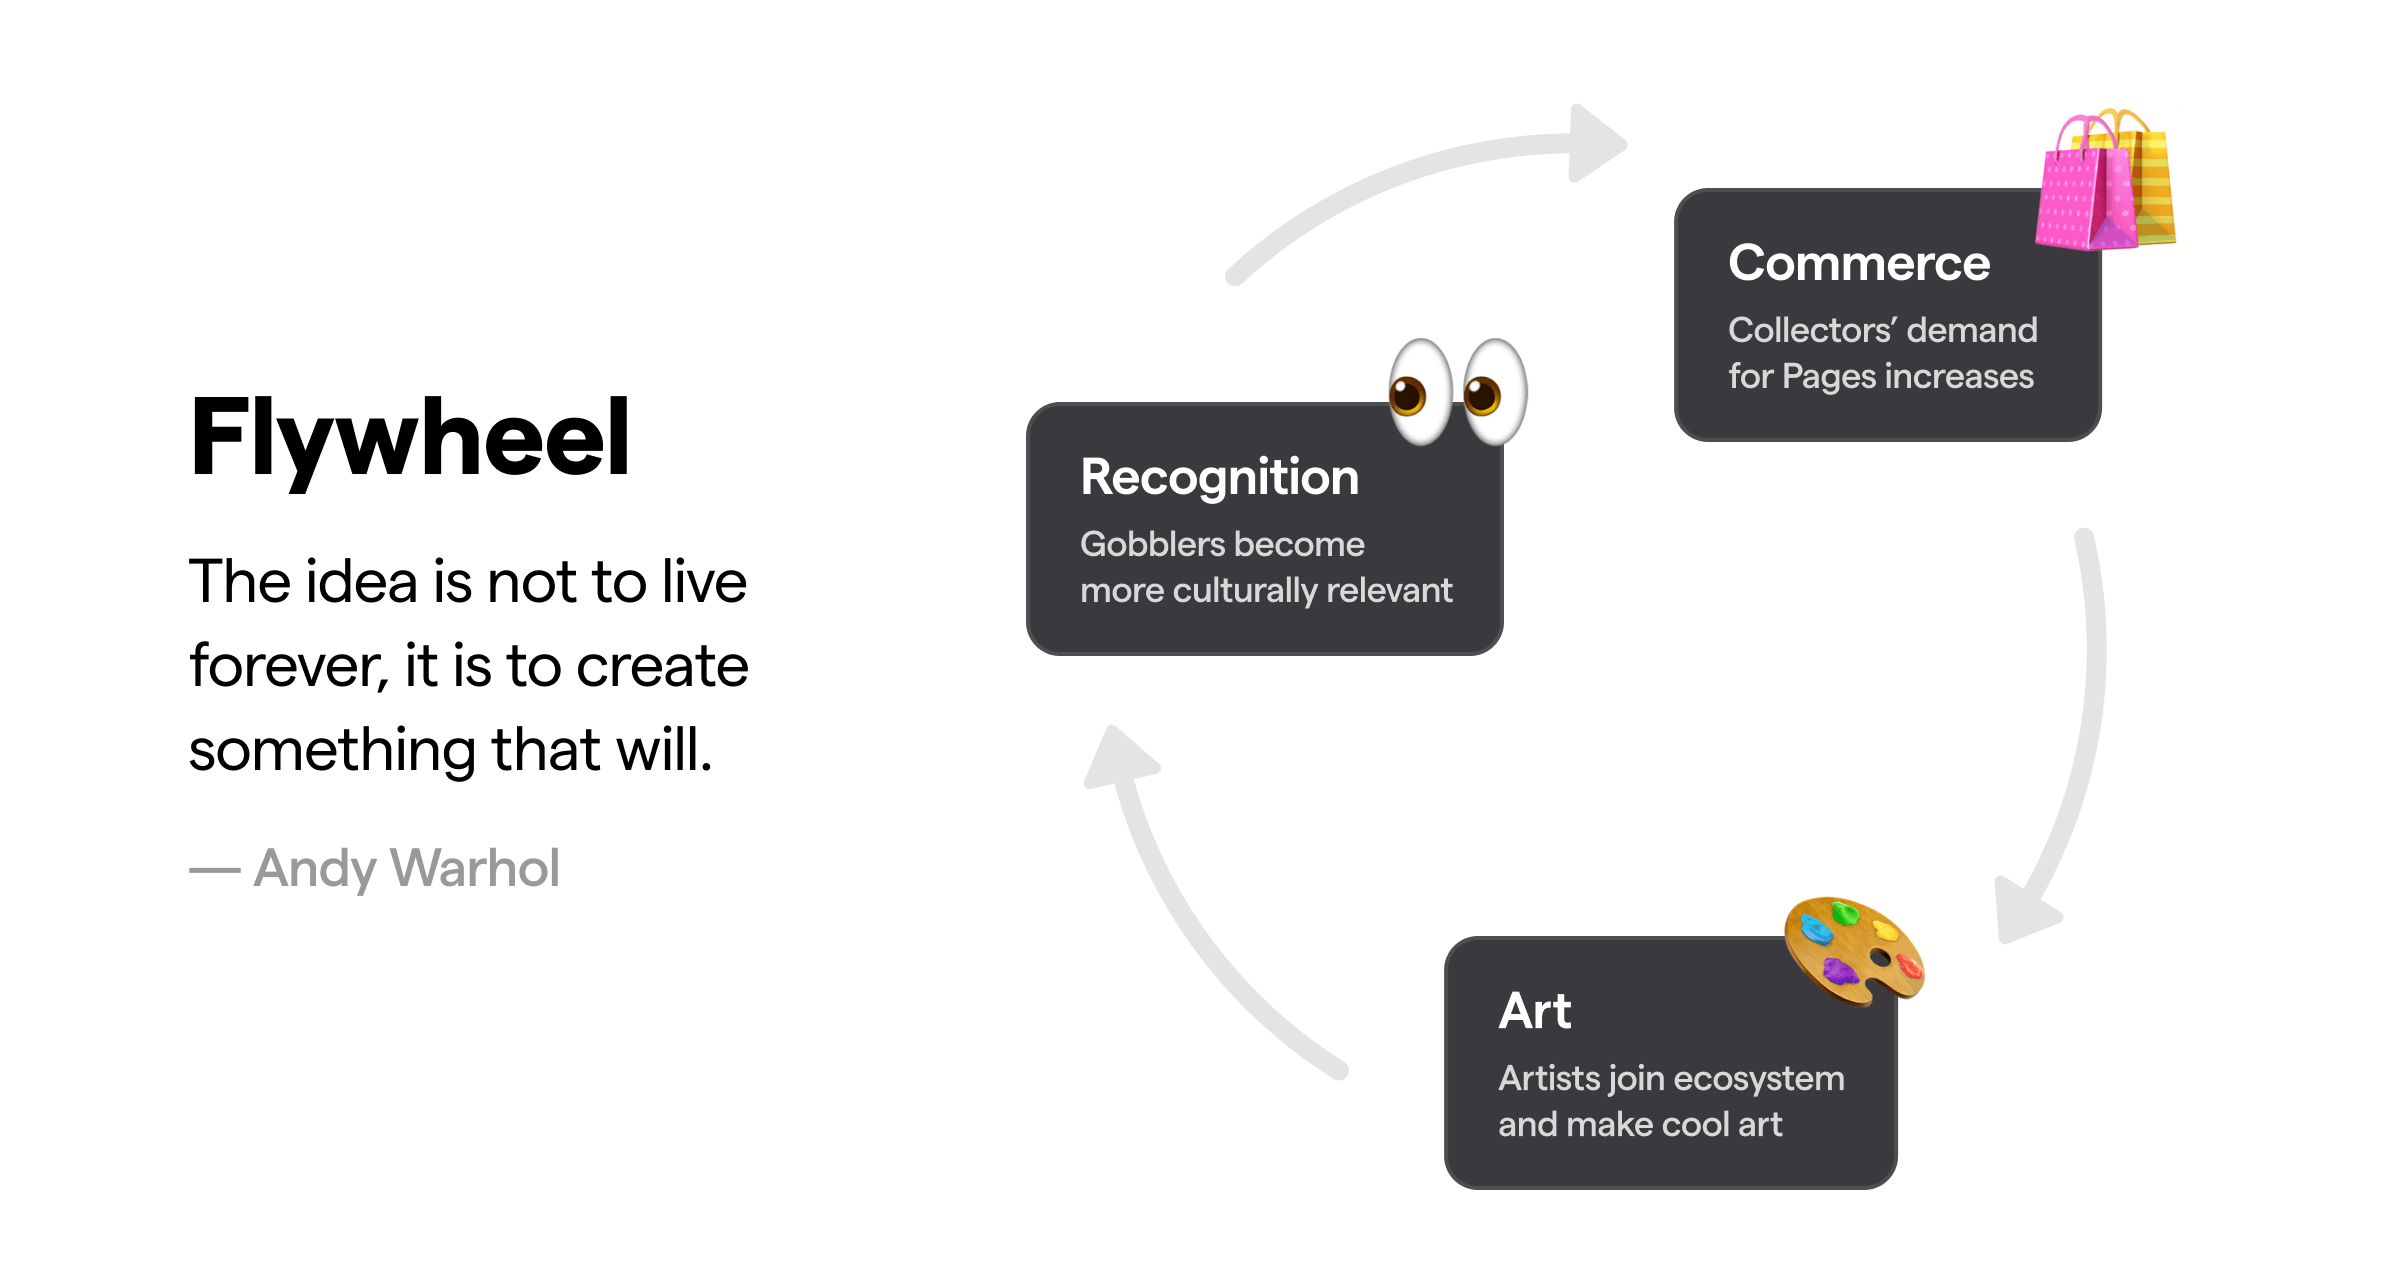 Flywheel
The idea is not to live
forever, it is to create
something that will.
— Andy Warhol
Commerce
Collectors’ demand
for Pages increases
Recognition
Gobblers become
more culturally relevant
Art
Artists join ecosystem
and make cool art